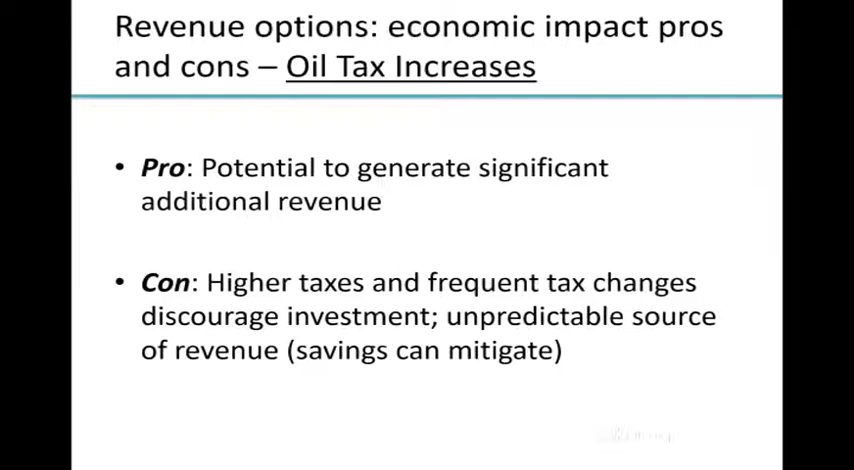 Revenue options: economic impact pros
and cons – Oil Tax Increases
• Pro: Potential to generate significant
additional revenue
• Con: Higher taxes and frequent tax changes
discourage investment; unpredictable source
of revenue (savings can mitigate)